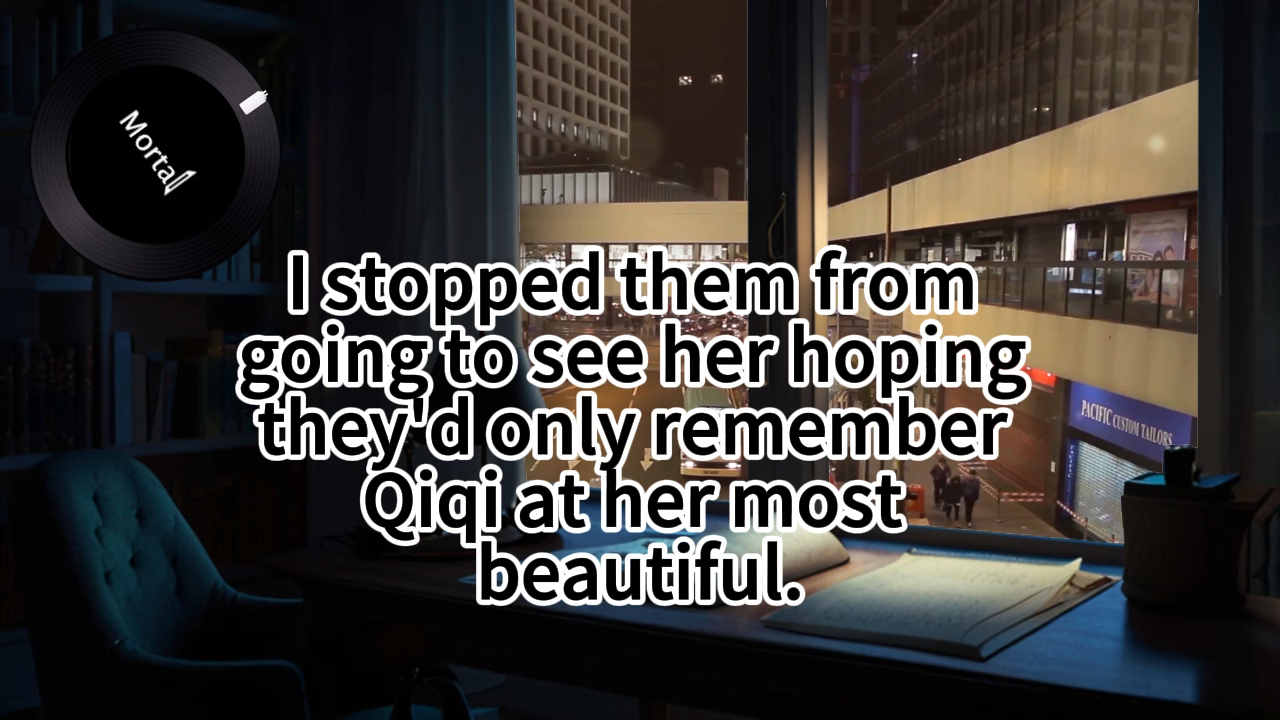 Mortal
I stopped them from
going to see her hoping
they'd only remember
Qiqi at her most
beautiful.
PACIFIC CUSTOM TAILORS